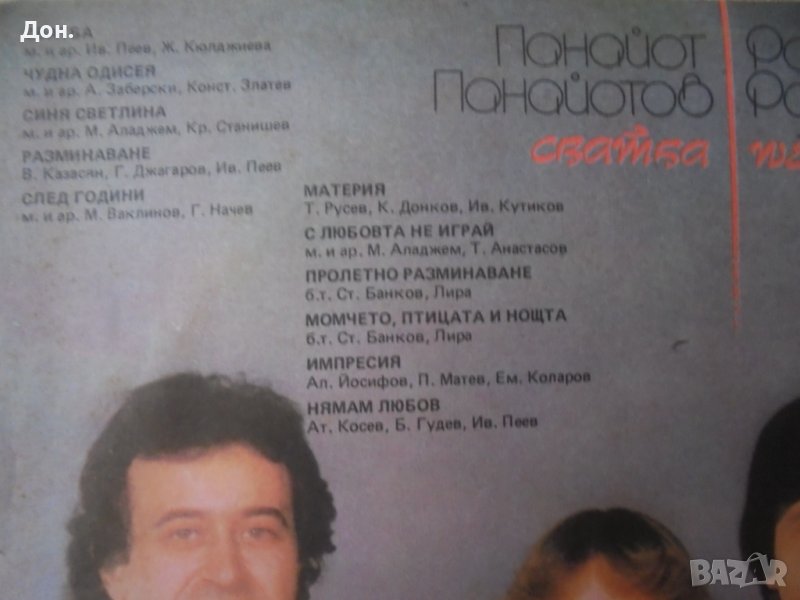 Дон.
м. и ар. Ив. Пеев, Ж. Кюлджиева
ЧУДНА ОДИСЕЯ
м. и ар. А. Заберски, Конст. Златев
СИНЯ СВЕТЛИНА
м. и ар. М. Аладжем, Кр. Станишев
РАЗМИНАВАНЕ
В. Казасян, Г. Джагаров, Ив. Пеев
СЛЕД ГОДИНИ
м. и ар. М. Ваклинов, Г. Начев
МАТЕРИЯ
Т. Русев, К. Донков, Ив. Кутиков
С ЛЮБОВТА НЕ ИГРАЙ
м. и ар. М. Аладжем, Т. Анастасов
ПРОЛЕТНО РАЗМИНАВАНЕ
б.т. Ст. Банков, Лира
МОМЧЕТО, ПТИЦАТА И НОЩТА
б.т. Ст. Банков, Лира
ИМПРЕСИЯ
Ал. Йосифов, П. Матев, Ем. Коларов
НЯМАМ ЛЮБОВ
Ат. Косев, Б. Гудев, Ив. Пеев
Панайот
Панайотов
сватба
BAZAR